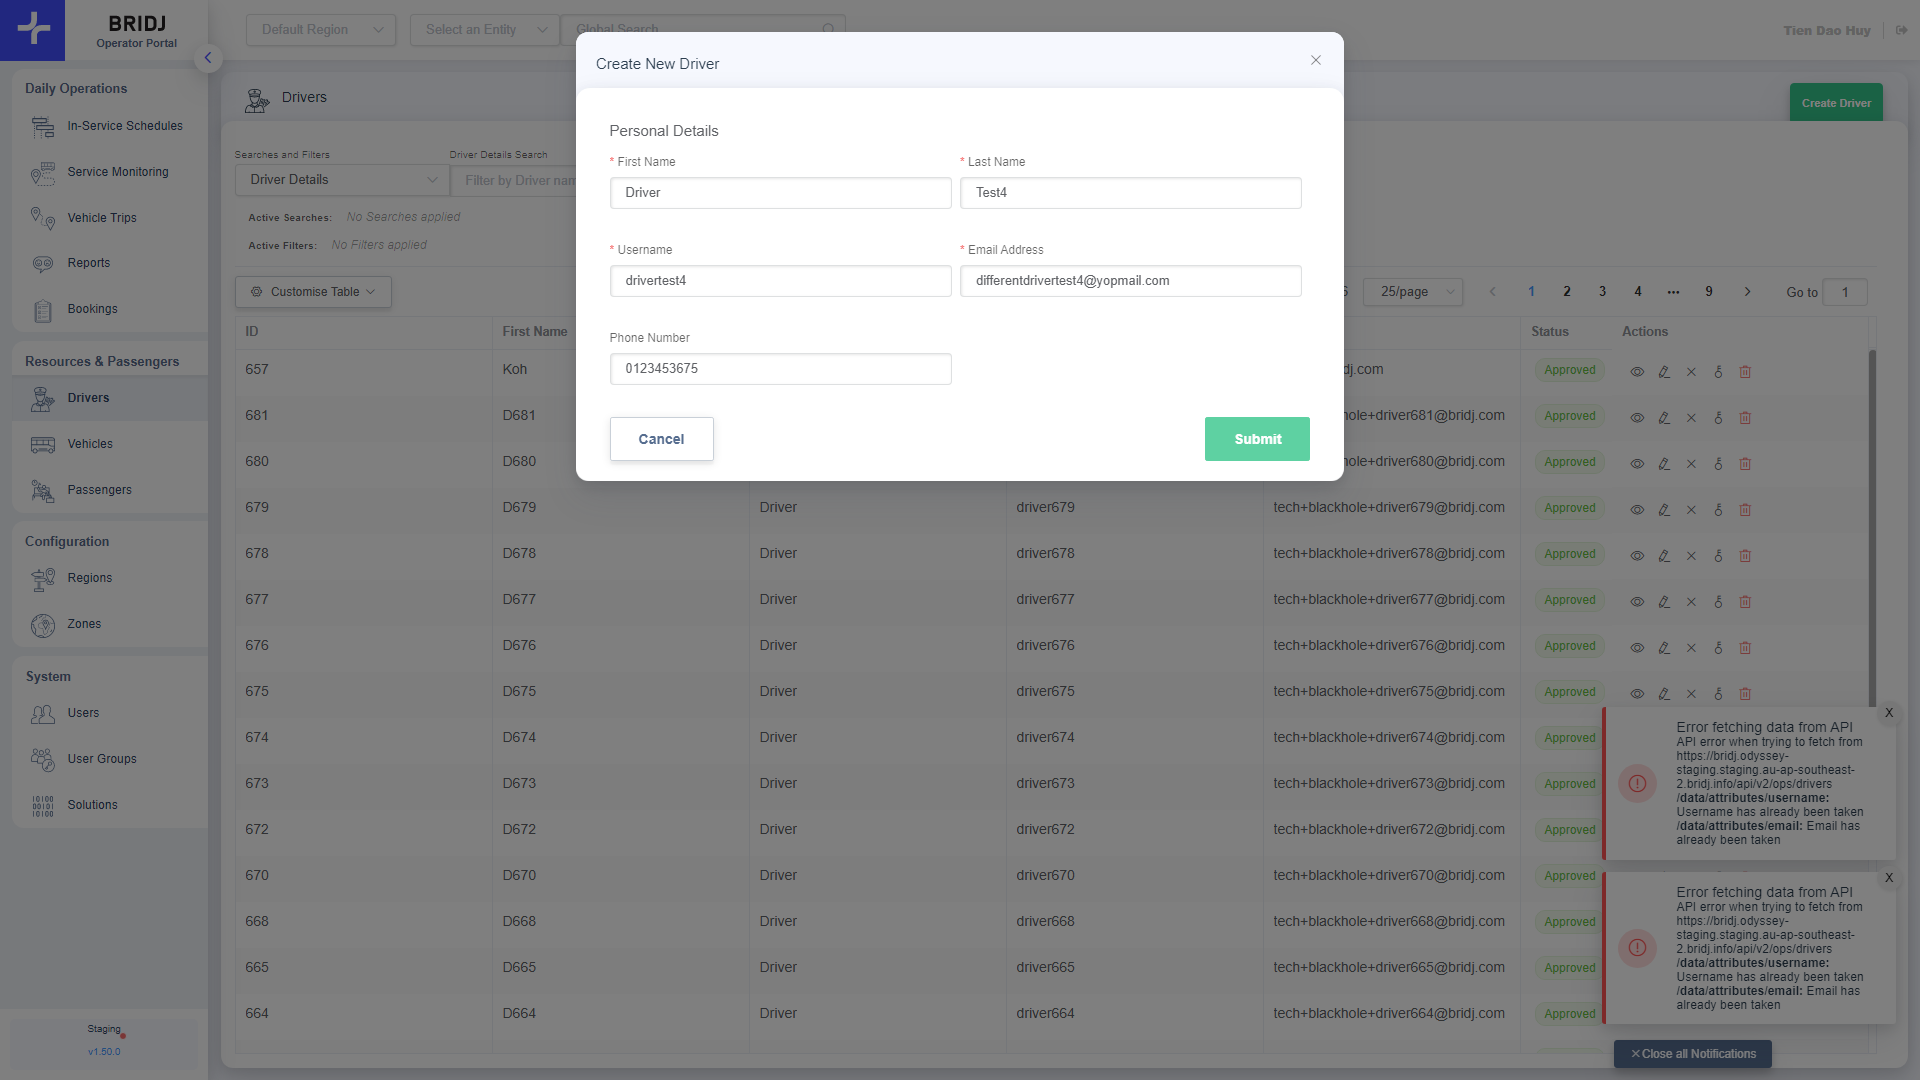 BRIDJ
Operator Portal
Default Region
Select an Entity
Global Search
Tien Dao Huy
Daily Operations
In-Service Schedules
Service Monitoring
Vehicle Trips
Reports
Bookings
Resources & Passengers
Drivers
Vehicles
Passengers
Configuration
Regions
Zones
System
Users
User Groups
Solutions
Staging
v1.50.0
Drivers
Create Driver
Searches and Filters
Driver Details Search
Driver Details
Filter by Driver nam
Active Searches: No Searches applied
Active Filters: No Filters applied
Customise Table
6 25/page 1 2 3 4 ••• 9 Go to 1
ID First Name Status Actions
657 Koh dj.com Approved
681 D681 hole+driver681@bridj.com Approved
680 D680 hole+driver680@bridj.com Approved
679 D679 Driver driver679 tech+blackhole+driver679@bridj.com Approved
678 D678 Driver driver678 tech+blackhole+driver678@bridj.com Approved
677 D677 Driver driver677 tech+blackhole+driver677@bridj.com Approved
676 D676 Driver driver676 tech+blackhole+driver676@bridj.com Approved
675 D675 Driver driver675 tech+blackhole+driver675@bridj.com Approved
674 D674 Driver driver674 tech+blackhole+driver674@bridj.com Approved
673 D673 Driver driver673 tech+blackhole+driver673@bridj.com Approved
672 D672 Driver driver672 tech+blackhole+driver672@bridj.com Approved
670 D670 Driver driver670 tech+blackhole+driver670@bridj.com Approved
668 D668 Driver driver668 tech+blackhole+driver668@bridj.com Approved
665 D665 Driver driver665 tech+blackhole+driver665@bridj.com Approved
664 D664 Driver driver664 tech+blackhole+driver664@bridj.com Approved
Create New Driver
Personal Details
* First Name
* Last Name
Driver
Test4
* Username
* Email Address
drivertest4
differentdrivertest4@yopmail.com
Phone Number
0123453675
Cancel
Submit
X
Error fetching data from API
API error when trying to fetch from
https://bridj.odyssey-
staging.staging.au-ap-southeast-
2.bridj.info/api/v2/ops/drivers
/data/attributes/username:
Username has already been taken
/data/attributes/email: Email has
already been taken
X
Error fetching data from API
API error when trying to fetch from
https://bridj.odyssey-
staging.staging.au-ap-southeast-
2.bridj.info/api/v2/ops/drivers
/data/attributes/username:
Username has already been taken
/data/attributes/email: Email has
already been taken
Close all Notifications